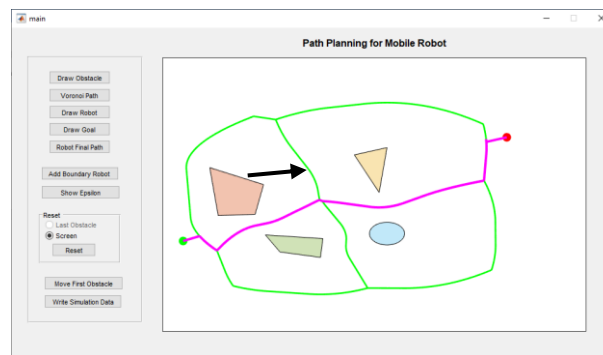 main
Path Planning for Mobile Robot
Draw Obstacle
Voronoi Path
Draw Robot
Draw Goal
Robot Final Path
Add Boundary Robot
Show Epsilon
Reset
Last Obstacle
Screen
Reset
Move First Obstacle
Write Simulation Data